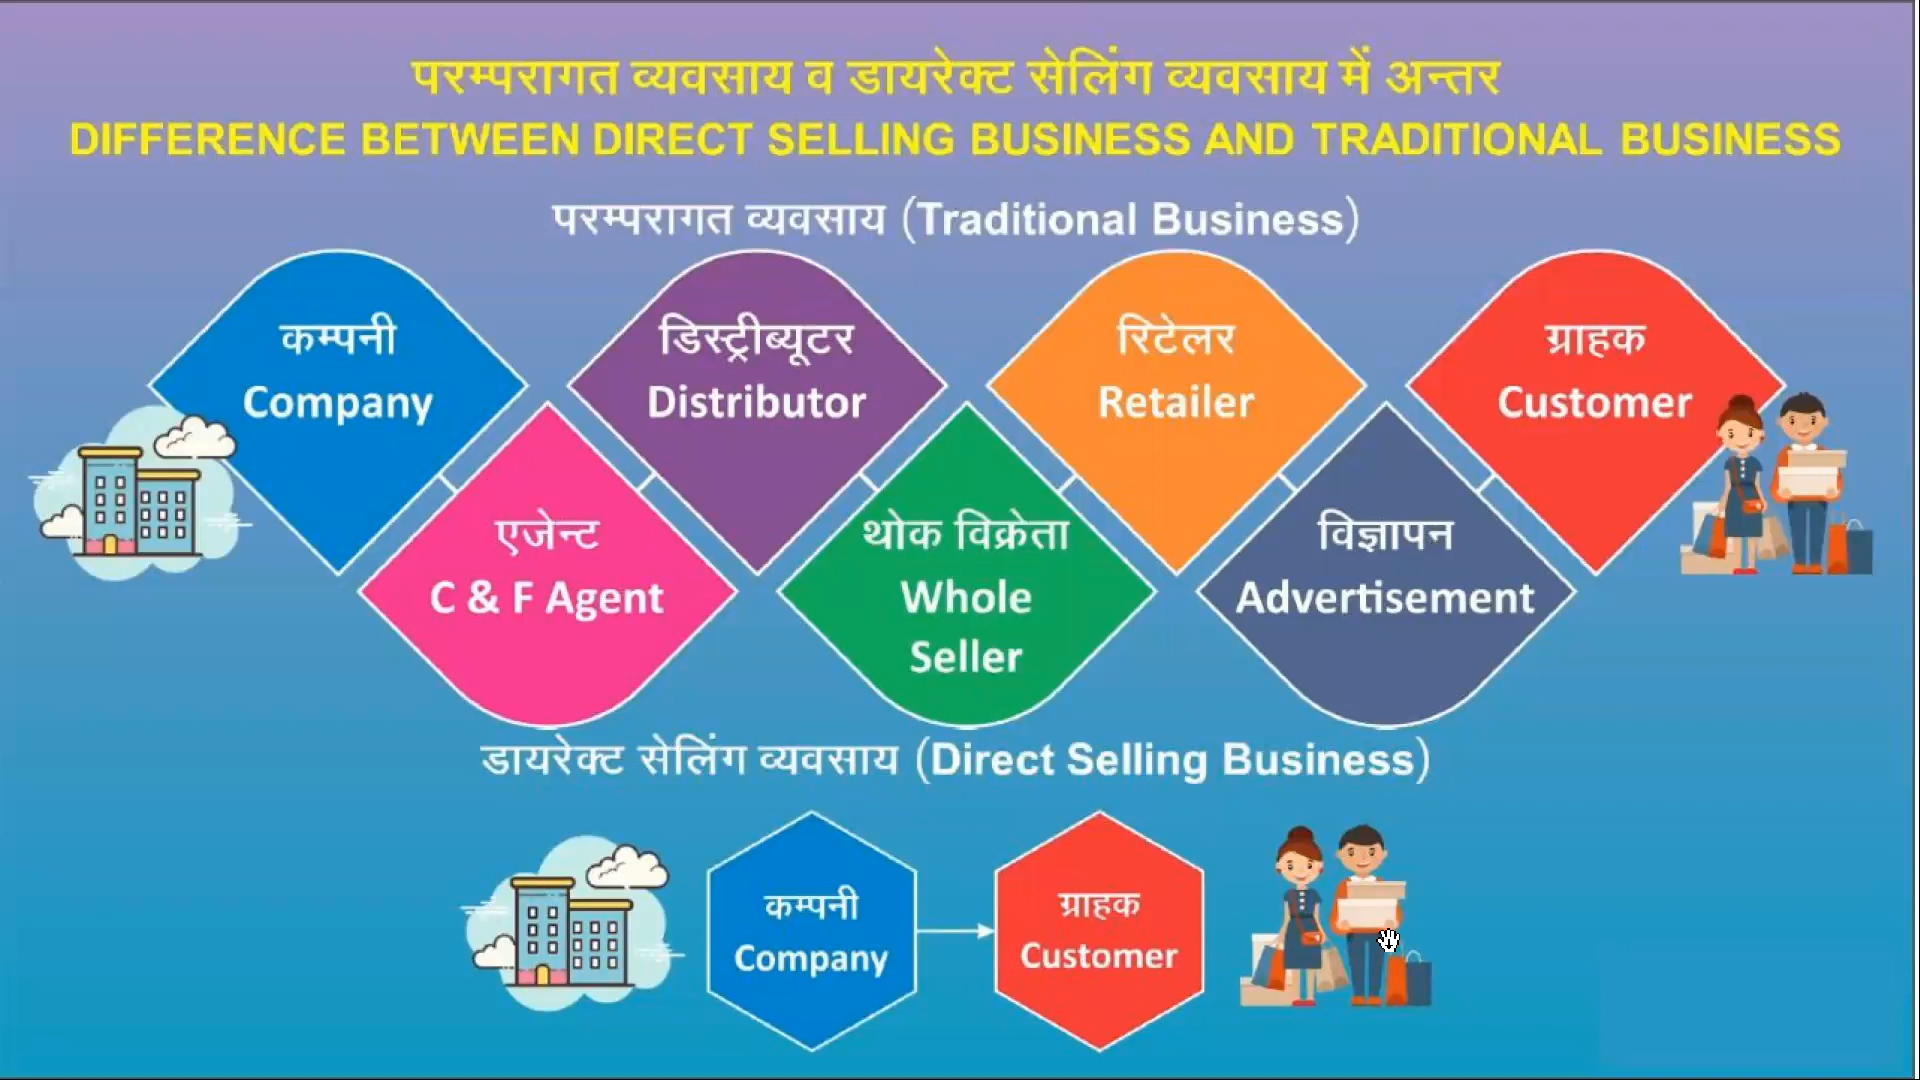 परम्परागत व्यवसाय व डायरेक्ट सेलिंग व्यवसाय में अन्तर
DIFFERENCE BETWEEN DIRECT SELLING BUSINESS AND TRADITIONAL BUSINESS
परम्परागत व्यवसाय (Traditional Business)
कम्पनी
Company
एजेन्ट
C & F Agent
डिस्ट्रीब्यूटर
Distributor
थोक विक्रेता
Whole
Seller
रिटेलर
Retailer
विज्ञापन
Advertisement
ग्राहक
Customer
डायरेक्ट सेलिंग व्यवसाय (Direct Selling Business)
कम्पनी
Company
ग्राहक
Customer